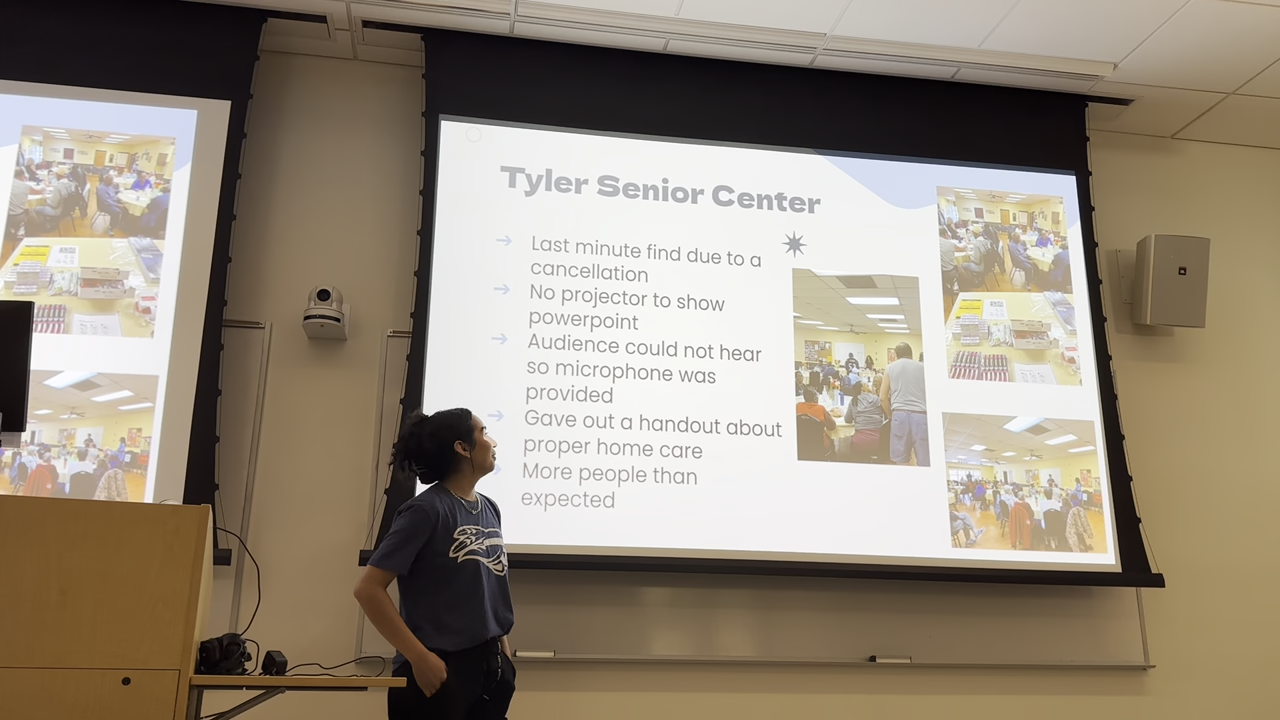 Tyler Senior Center
➔ Last minute find due to a
cancellation
➔ No projector to show
powerpoint
➔ Audience could not hear
so microphone was
provided
➔ Gave out a handout about
proper home care
More people than
expected